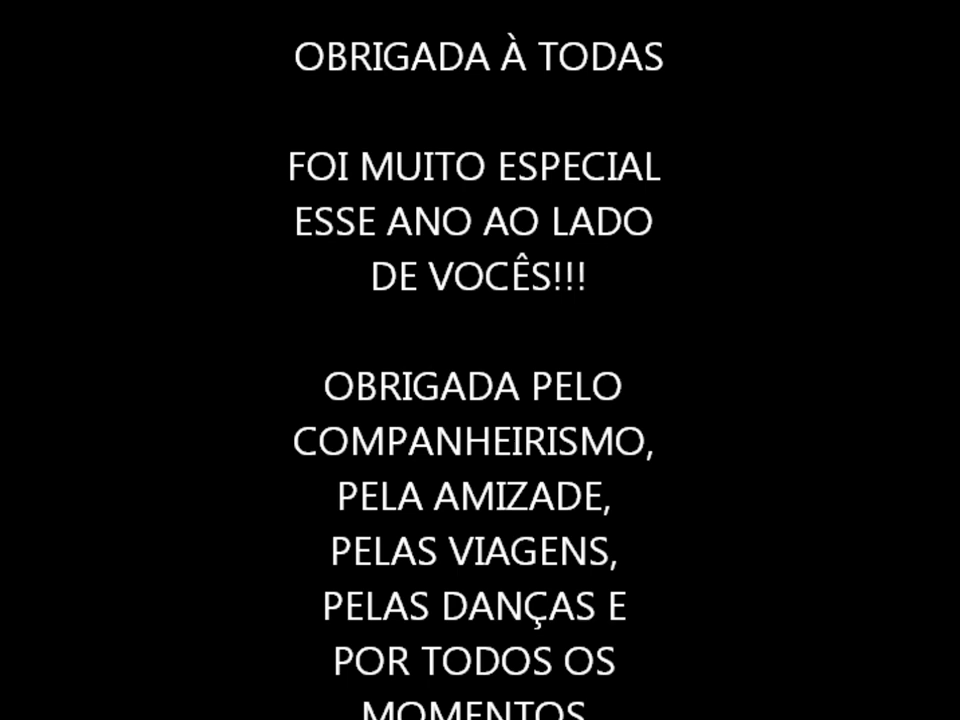 OBRIGADA À TODAS
FOI MUITO ESPECIAL
ESSE ANO AO LADO
DE VOCÊS!!!
OBRIGADA PELO
COMPANHEIRISMO,
PELA AMIZADE,
PELAS VIAGENS,
PELAS DANÇAS E
POR TODOS OS
MOMENTOS